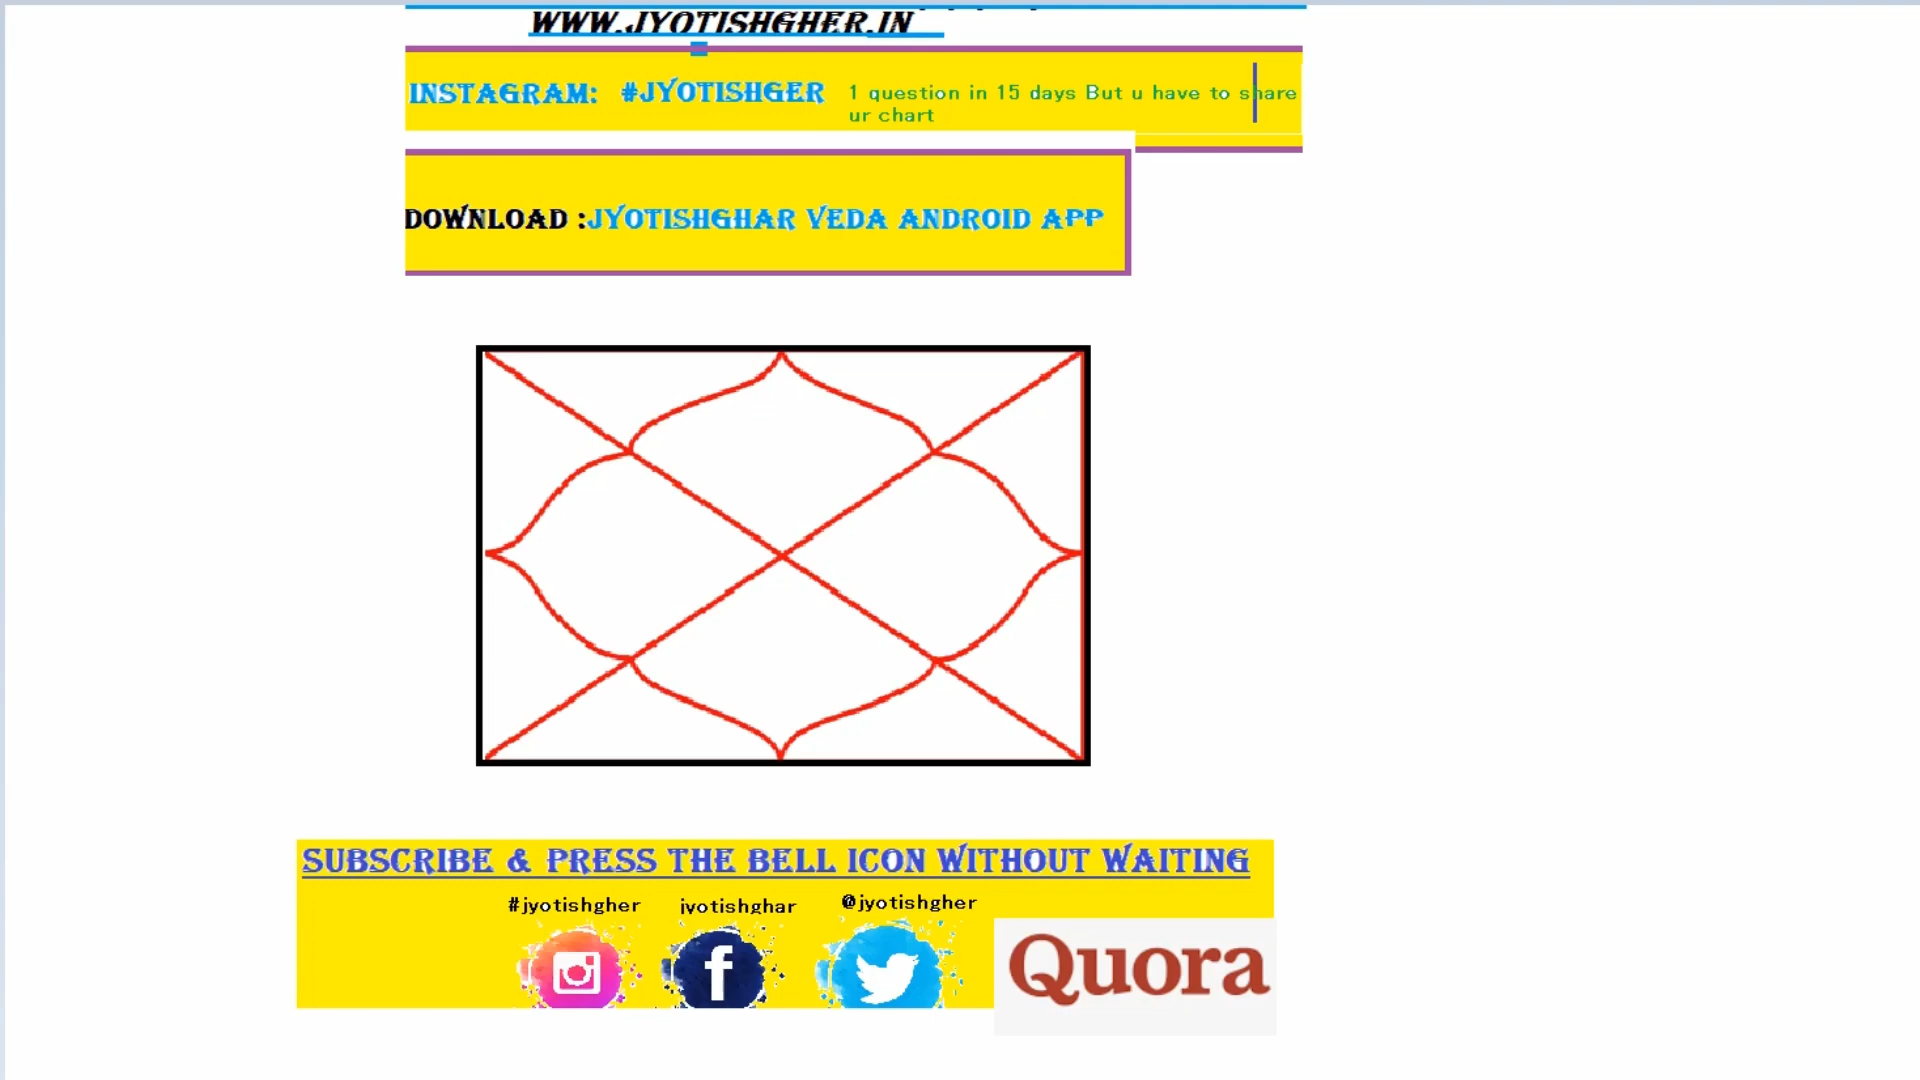 WWW.JYOTISHGHER.IN
INSTAGRAM: #JYOTISHGER
1 question in 15 days But u have to share
ur chart
DOWNLOAD :JYOTISHGHAR VEDA ANDROID APP
SUBSCRIBE & PRESS THE BELL ICON WITHOUT WAITING
#jyotishgher jyotishghar @jyotishgher
Quora